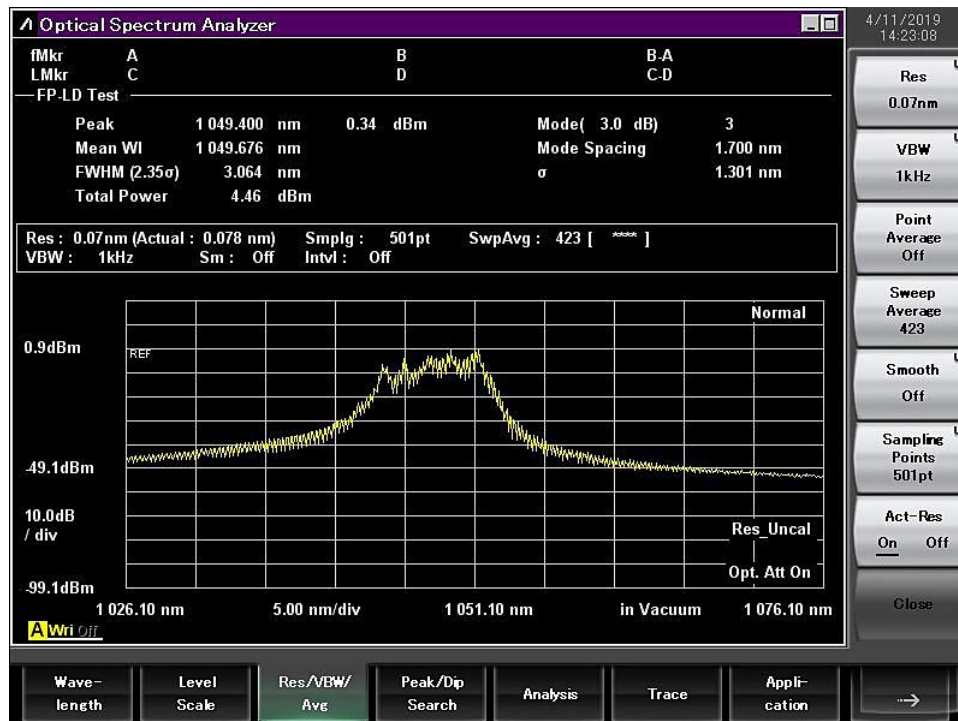 Optical Spectrum Analyzer
4/11/2019
14:23:08
fMkr A B B-A
LMkr C D C-D
FP-LD Test
Peak 1 049.400 nm 0.34 dBm Mode( 3.0 dB) 3
Mean Wl 1 049.676 nm Mode Spacing 1.700 nm
FWHM (2.35σ) 3.064 nm σ 1.301 nm
Total Power 4.46 dBm
Res : 0.07nm (Actual : 0.078 nm) Smplg : 501pt SwpAvg : 423 [ **** ]
VBW : 1kHz Sm : Off Intvl : Off
Normal
0.9dBm
REF
-49.1dBm
10.0dB
/ div
Res_Uncal
Opt. Att On
-99.1dBm
1 026.10 nm 5.00 nm/div 1 051.10 nm in Vacuum 1 076.10 nm
A Wri Off
Res
0.07nm
VBW
1kHz
Point
Average
Off
Sweep
Average
423
Smooth
Off
Sampling
Points
501pt
Act-Res
On Off
Close
Wave-
length
Level
Scale
Res/VBW/
Avg
Peak/Dip
Search
Analysis
Trace
Appli-
cation